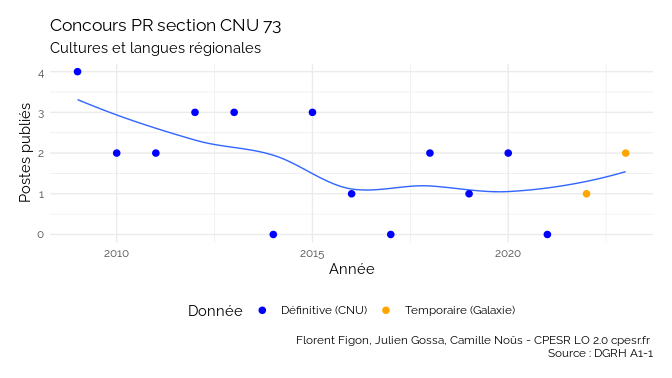 Concours PR section CNU 73
Cultures et langues régionales
Postes publiés
4
3
2
1
0
2010 2015 2020
Année
Donnée Définitive (CNU) Temporaire (Galaxie)
Florent Figon, Julien Gossa, Camille Noûs - CPESR LO 2.0 cpesr.fr
Source : DGRH A1-1